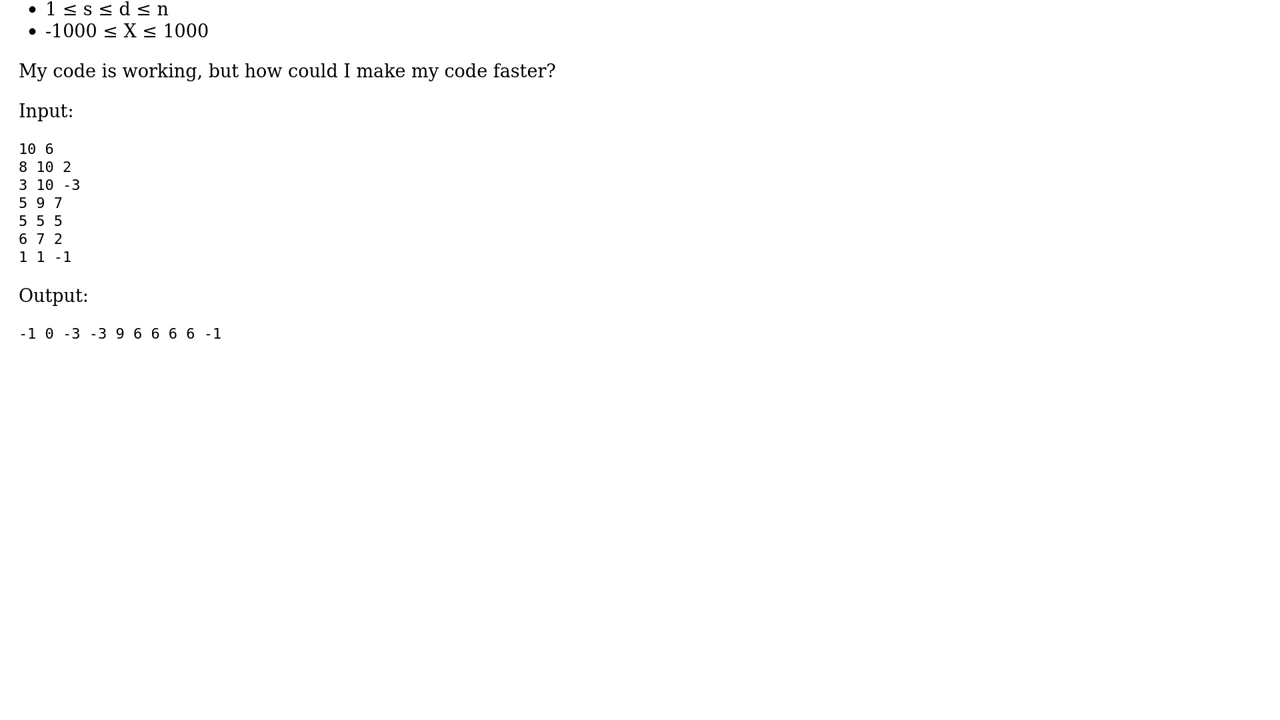 • 1 ≤ s ≤ d ≤ n
• -1000 ≤ X ≤ 1000
My code is working, but how could I make my code faster?
Input:
10 6
8 10 2
3 10 -3
5 9 7
5 5 5
6 7 2
1 1 -1
Output:
-1 0 -3 -3 9 6 6 6 6 -1